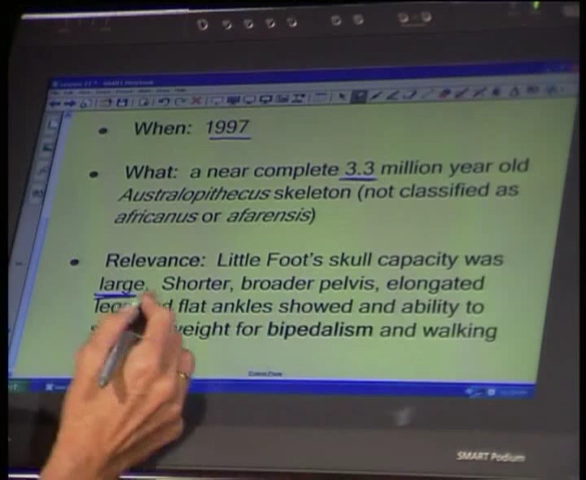 When: 1997
What: a near complete 3.3 million year old
Australopithecus skeleton (not classified as
africanus or afarensis)
Relevance: Little Foot's skull capacity was
large. Shorter, broader pelvis, elongated
flat ankles showed and ability to
weight for bipedalism and walking
SMART Podium